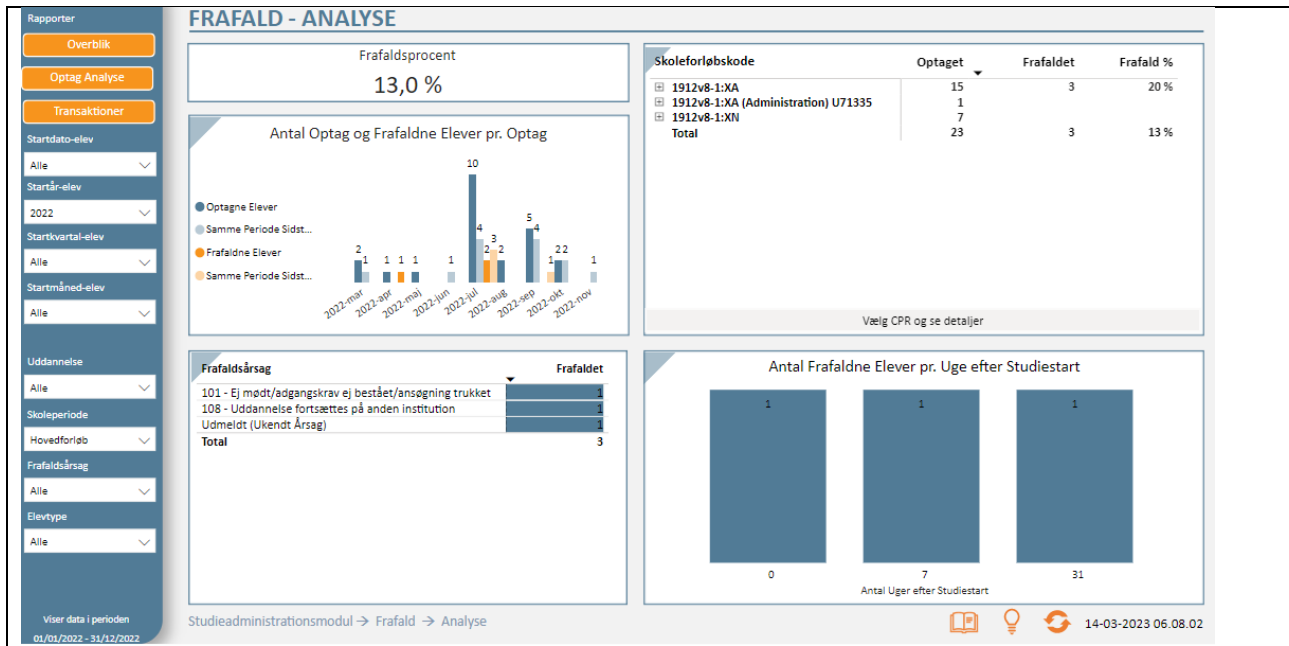 Rapporter
Overblik
Optag Analyse
Transaktioner
Startdato-elev
Alle
Startår-elev
2022
Startkvartal-elev
Alle
Startmåned-elev
Alle
Uddannelse
Alle
Skoleperiode
Hovedforløb
Frafaldsårsag
Alle
Elevtype
Alle
Viser data i perioden
01/01/2022 - 31/12/2022
FRAFALD - ANALYSE
Frafaldsprocent
13,0 %
Antal Optag og Frafaldne Elever pr. Optag
Optagne Elever
Samme Periode Sidst...
Frafaldne Elever
Samme Periode Sidst...
10
5
4 4
3
2 2 2 2 2
1 1 1 1 1 1 1
2022-mar 2022-apr 2022-maj 2022-jun 2022-jul 2022-aug 2022-sep 2022-okt 2022-nov
Skoleforløbskode Optaget Frafaldet Frafald %
1912v8-1:XA 15 3 20 %
1912v8-1:XA (Administration) U71335 1
1912v8-1:XN 7
Total 23 3 13 %
Vælg CPR og se detaljer
Frafaldsårsag Frafaldet
101 - Ej mødt/adgangskrav ej bestået/ansøgning trukket 1
108 - Uddannelse fortsættes på anden institution 1
Udmeldt (Ukendt Årsag) 1
Total 3
Antal Frafaldne Elever pr. Uge efter Studiestart
1 1 1
0 7 31
Antal Uger efter Studiestart
Studieadministrationsmodul → Frafald → Analyse
14-03-2023 06.08.02